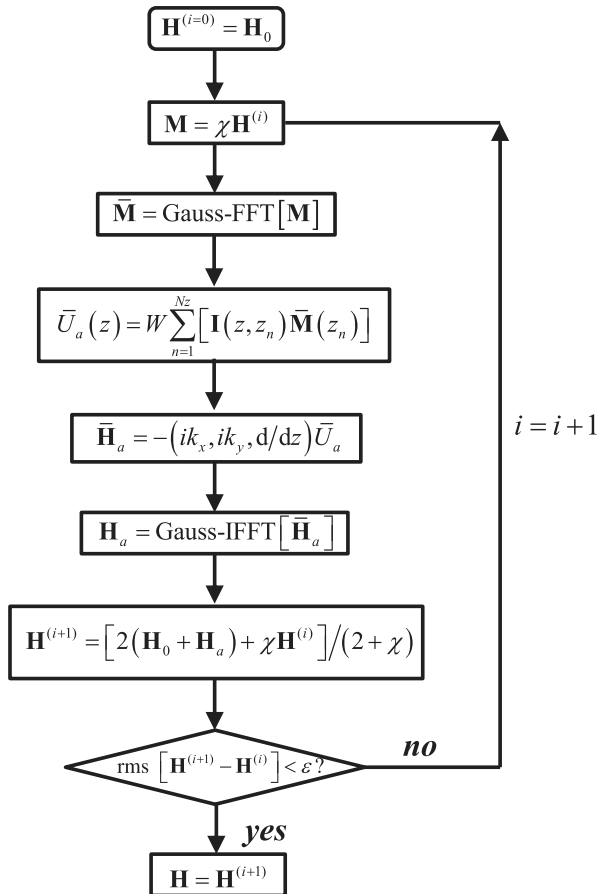 H^(i=0) = H_0
M = χH^(i)
M̄ = Gauss-FFT[M]
Ū_a(z) = W ∑_{n=1}^{Nz} [I(z,z_n)M̄(z_n)]
H̄_a = −(ik_x, ik_y, d/dz)Ū_a
i = i+1
H_a = Gauss-IFFT[H̄_a]
H^(i+1) = [2(H_0 + H_a) + χH^(i)]/(2 + χ)
no
rms [H^(i+1) − H^(i)] < ε?
yes
H = H^(i+1)